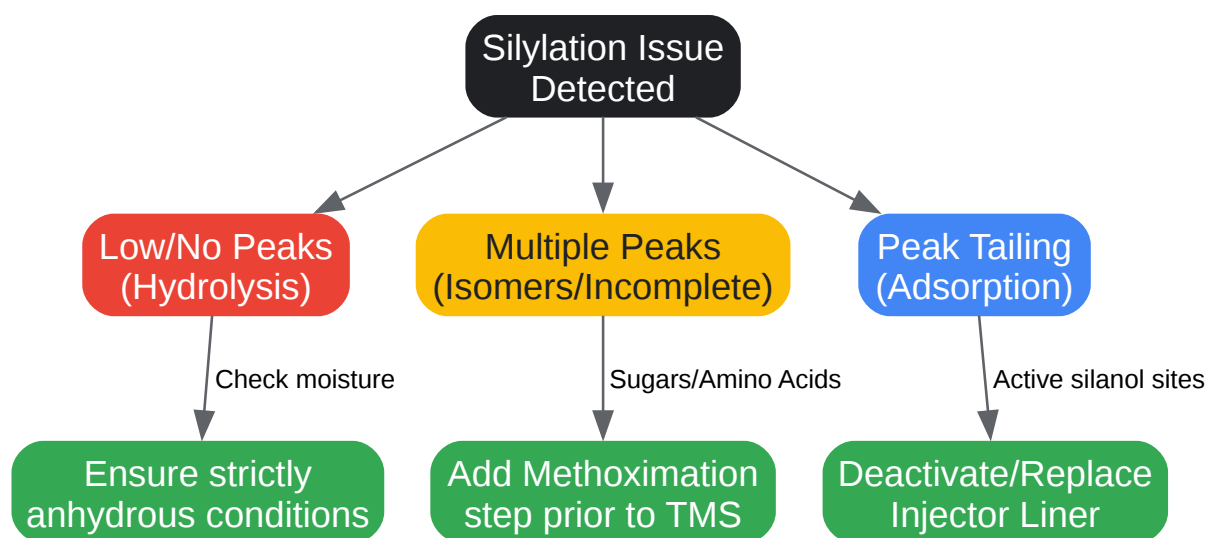 Silylation Issue
Detected
Low/No Peaks
(Hydrolysis)
Multiple Peaks
(Isomers/Incomplete)
Peak Tailing
(Adsorption)
Check moisture
Sugars/Amino Acids
Active silanol sites
Ensure strictly
anhydrous conditions
Add Methoximation
step prior to TMS
Deactivate/Replace
Injector Liner